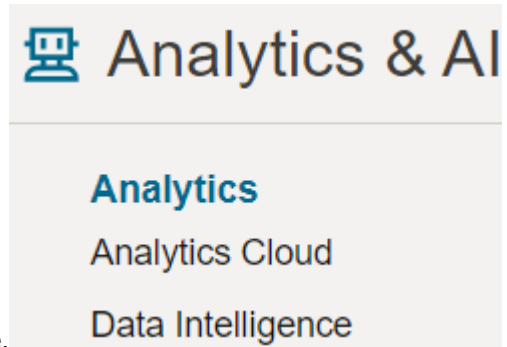 Analytics & AI
Analytics
Analytics Cloud
Data Intelligence